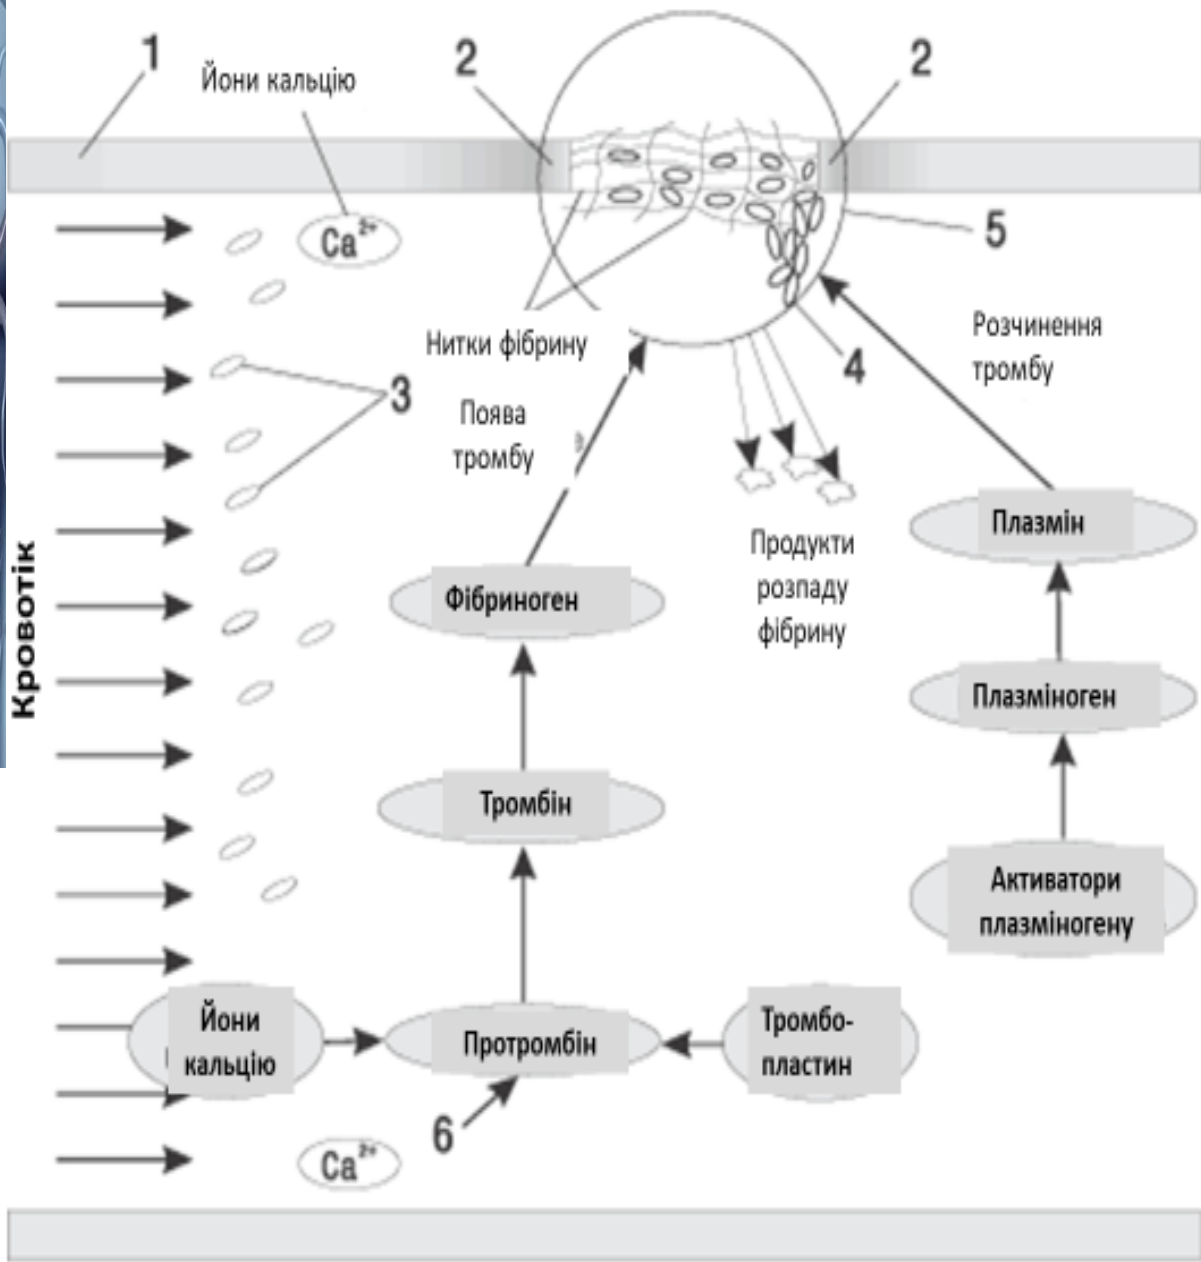 1
Йони кальцію
2
2
Ca²⁺
5
Нитки фібрину
Розчинення
тромбу
4
3
Поява
тромбу
Кровотік
Плазмін
Продукти
розпаду
фібрину
Фібриноген
Плазміноген
Тромбін
Активатори
плазміногену
Йони
кальцію
Протромбін
Тромбо-
пластин
6
Ca²⁺